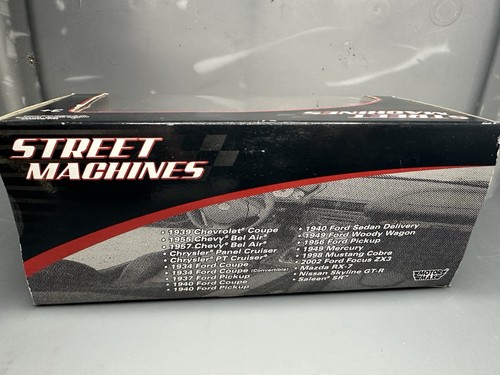 STREET
MACHINES
• 1939 Chevrolet® Coupe
• 1955 Chevy® Bel Air®
• 1957 Chevy® Bel Air®
• Chrysler® Panel Cruiser
• Chrysler® PT Cruiser
• 1934 Ford Coupe
• 1934 Ford Coupe (Convertible)
• 1937 Ford Pickup
• 1940 Ford Coupe
• 1940 Ford Pickup
• 1940 Ford Sedan Delivery
• 1949 Ford Woody Wagon
• 1956 Ford Pickup
• 1949 Mercury
• 1998 Mustang Cobra
• 2002 Ford Focus ZX3
• Mazda RX-7
• Nissan Skyline GT-R
• Saleen® SR™